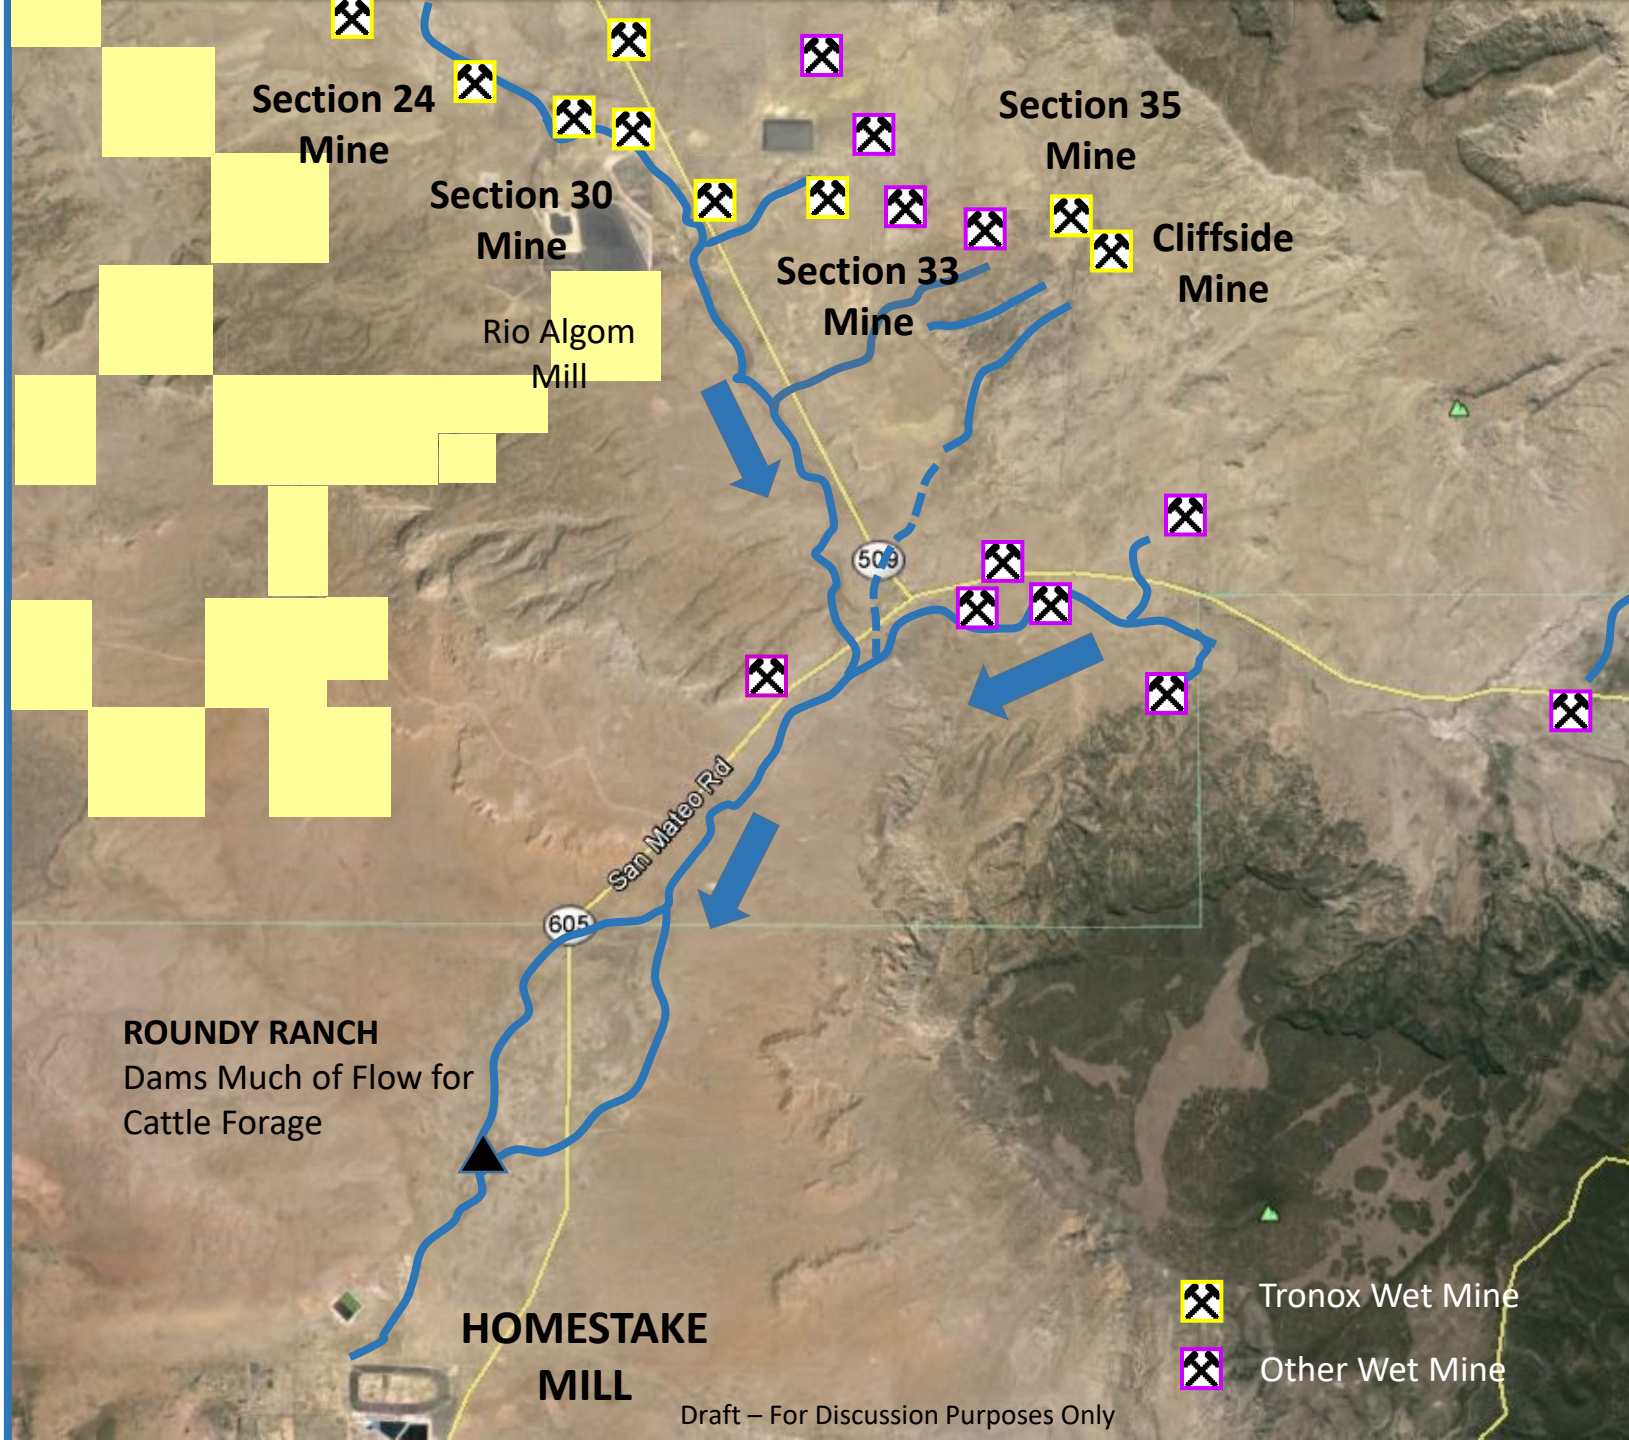 Section 24
Mine
Section 35
Mine
Section 30
Mine
Cliffside
Mine
Section 33
Mine
Rio Algom
Mill
509
San Mateo Rd
605
ROUNDY RANCH
Dams Much of Flow for
Cattle Forage
HOMESTAKE
MILL
Tronox Wet Mine
Other Wet Mine
Draft – For Discussion Purposes Only